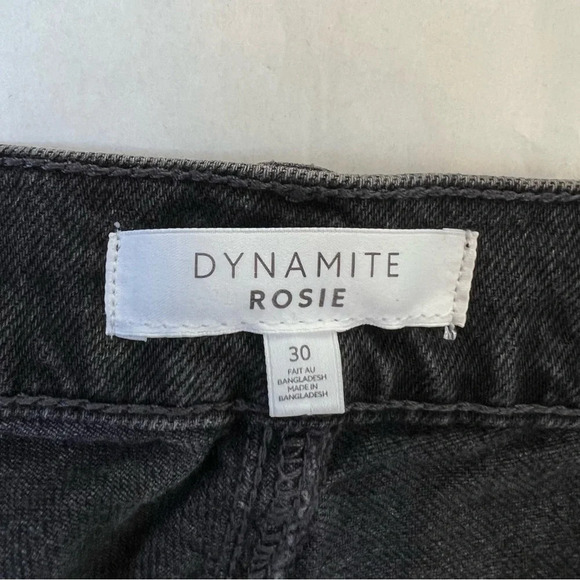 DYNAMITE
ROSIE
30
FAIT AU
BANGLADESH
MADE IN
BANGLADESH